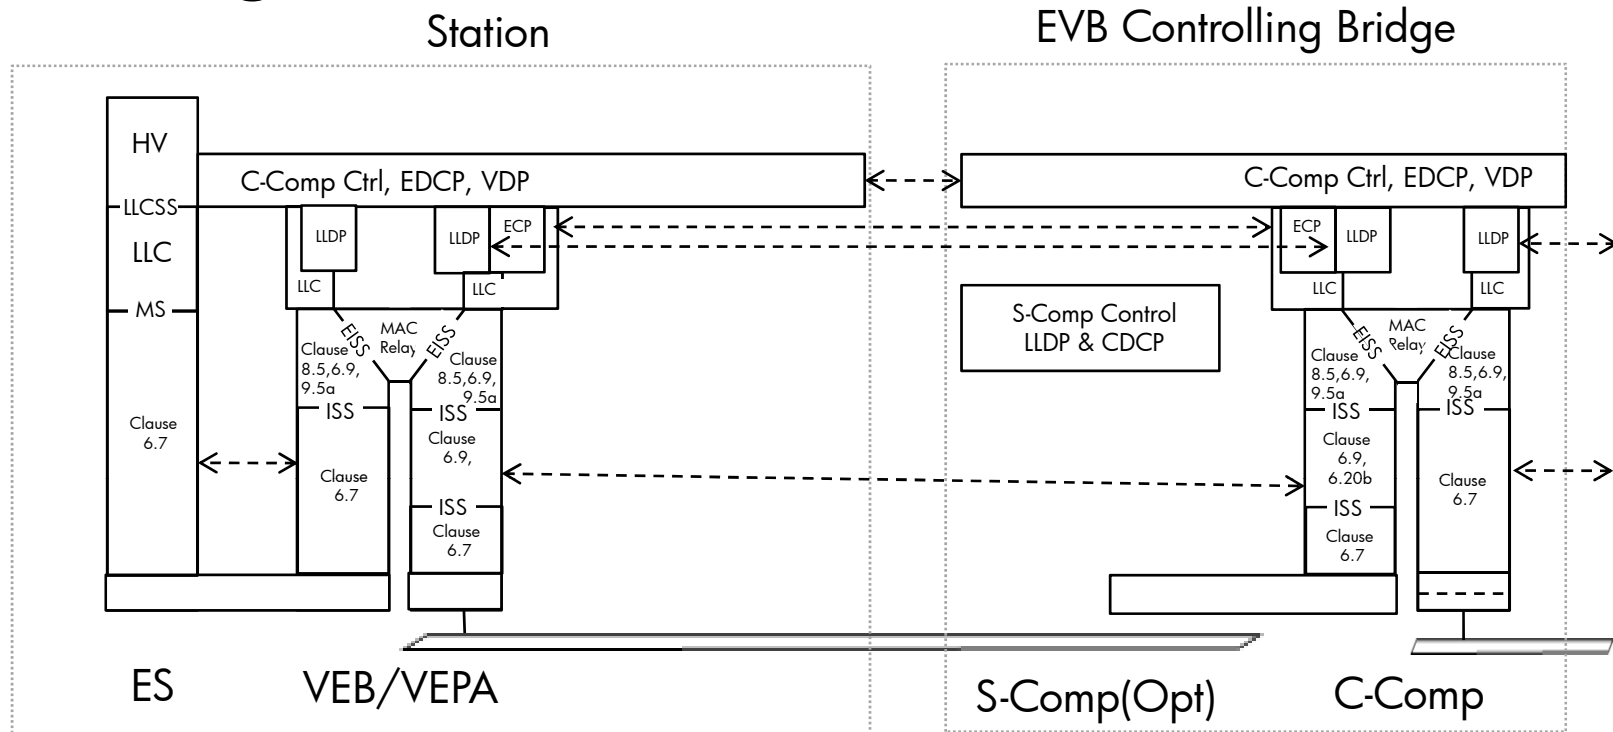 Station
EVB Controlling Bridge
HV
C-Comp Ctrl, EDCP, VDP
C-Comp Ctrl, EDCP, VDP
LLCSS
LLC
MS
Clause
6.7
LLDP
LLDP
ECP
LLC
LLC
EISS
MAC
Relay
EISS
Clause
8.5,6.9,
9.5a
Clause
8.5,6.9,
9.5a
ISS
ISS
Clause
6.7
Clause
6.9,
ISS
Clause
6.7
S-Comp Control
LLDP & CDCP
ECP
LLDP
LLDP
LLC
LLC
EISS
MAC
Relay
EISS
Clause
8.5,6.9,
9.5a
Clause
8.5,6.9,
9.5a
ISS
ISS
Clause
6.9,
6.20b
ISS
Clause
6.7
Clause
6.7
ES
VEB/VEPA
S-Comp(Opt)
C-Comp